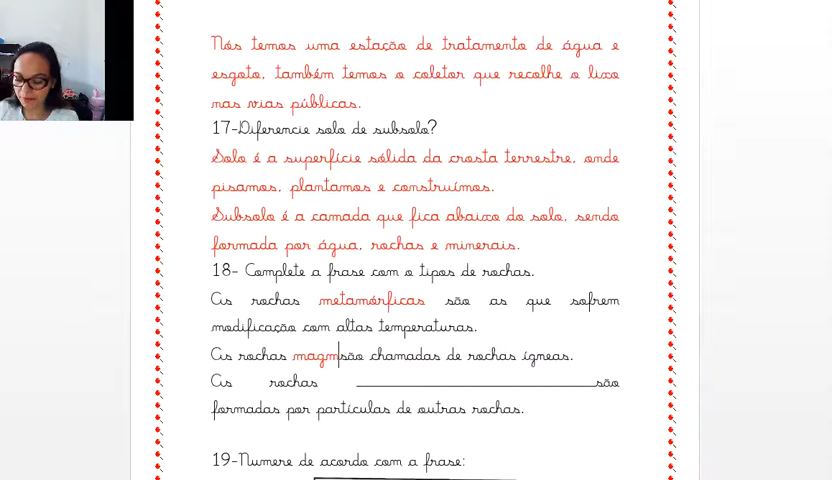 Nós temos uma estação de tratamento de água e
esgoto, também temos o coletor que recolhe o lixo
nas vias públicas.
17-Diferencie solo de subsolo?
Solo é a superfície sólida da crosta terrestre, onde
pisamos, plantamos e construímos.
Subsolo é a camada que fica abaixo do solo, sendo
formada por água, rochas e minerais.
18- Complete a frase com o tipos de rochas.
As rochas metamórficas são as que sofrem
modificação com altas temperaturas.
As rochas magmsão chamadas de rochas ígneas.
As rochas ____________________são
formadas por partículas de outras rochas.
19-Numere de acordo com a frase: